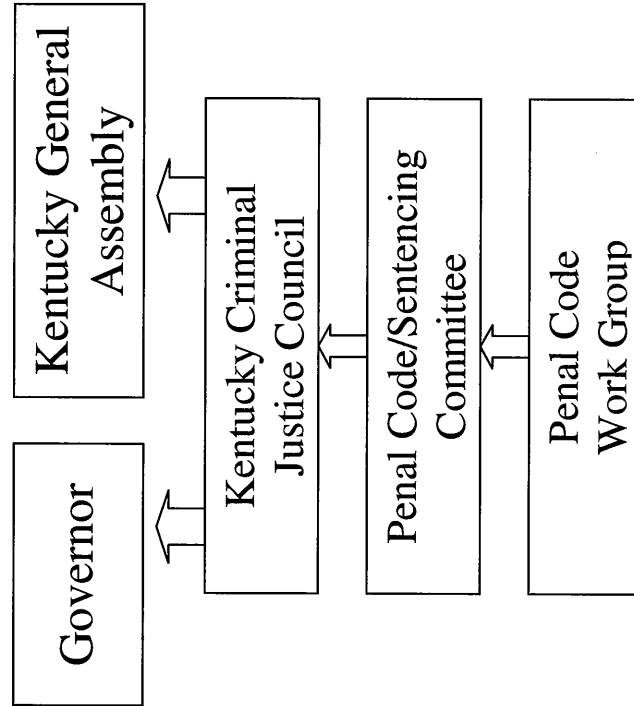 Governor
Kentucky General
Assembly
Kentucky Criminal
Justice Council
Penal Code/Sentencing
Committee
Penal Code
Work Group